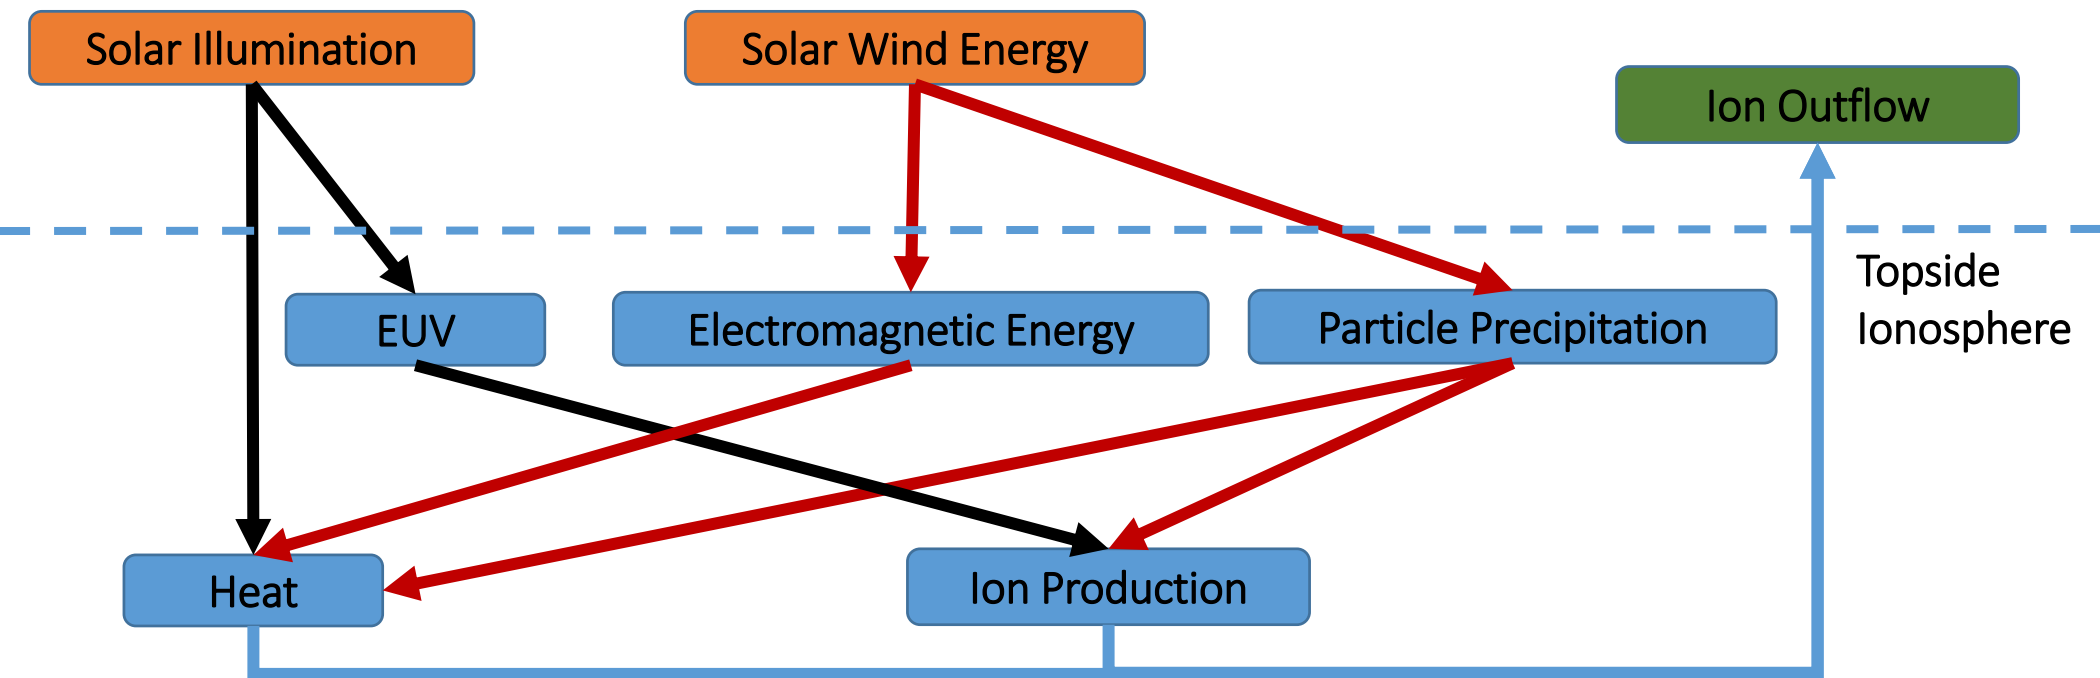 Solar Illumination
Solar Wind Energy
Ion Outflow
Topside
Ionosphere
EUV
Electromagnetic Energy
Particle Precipitation
Heat
Ion Production